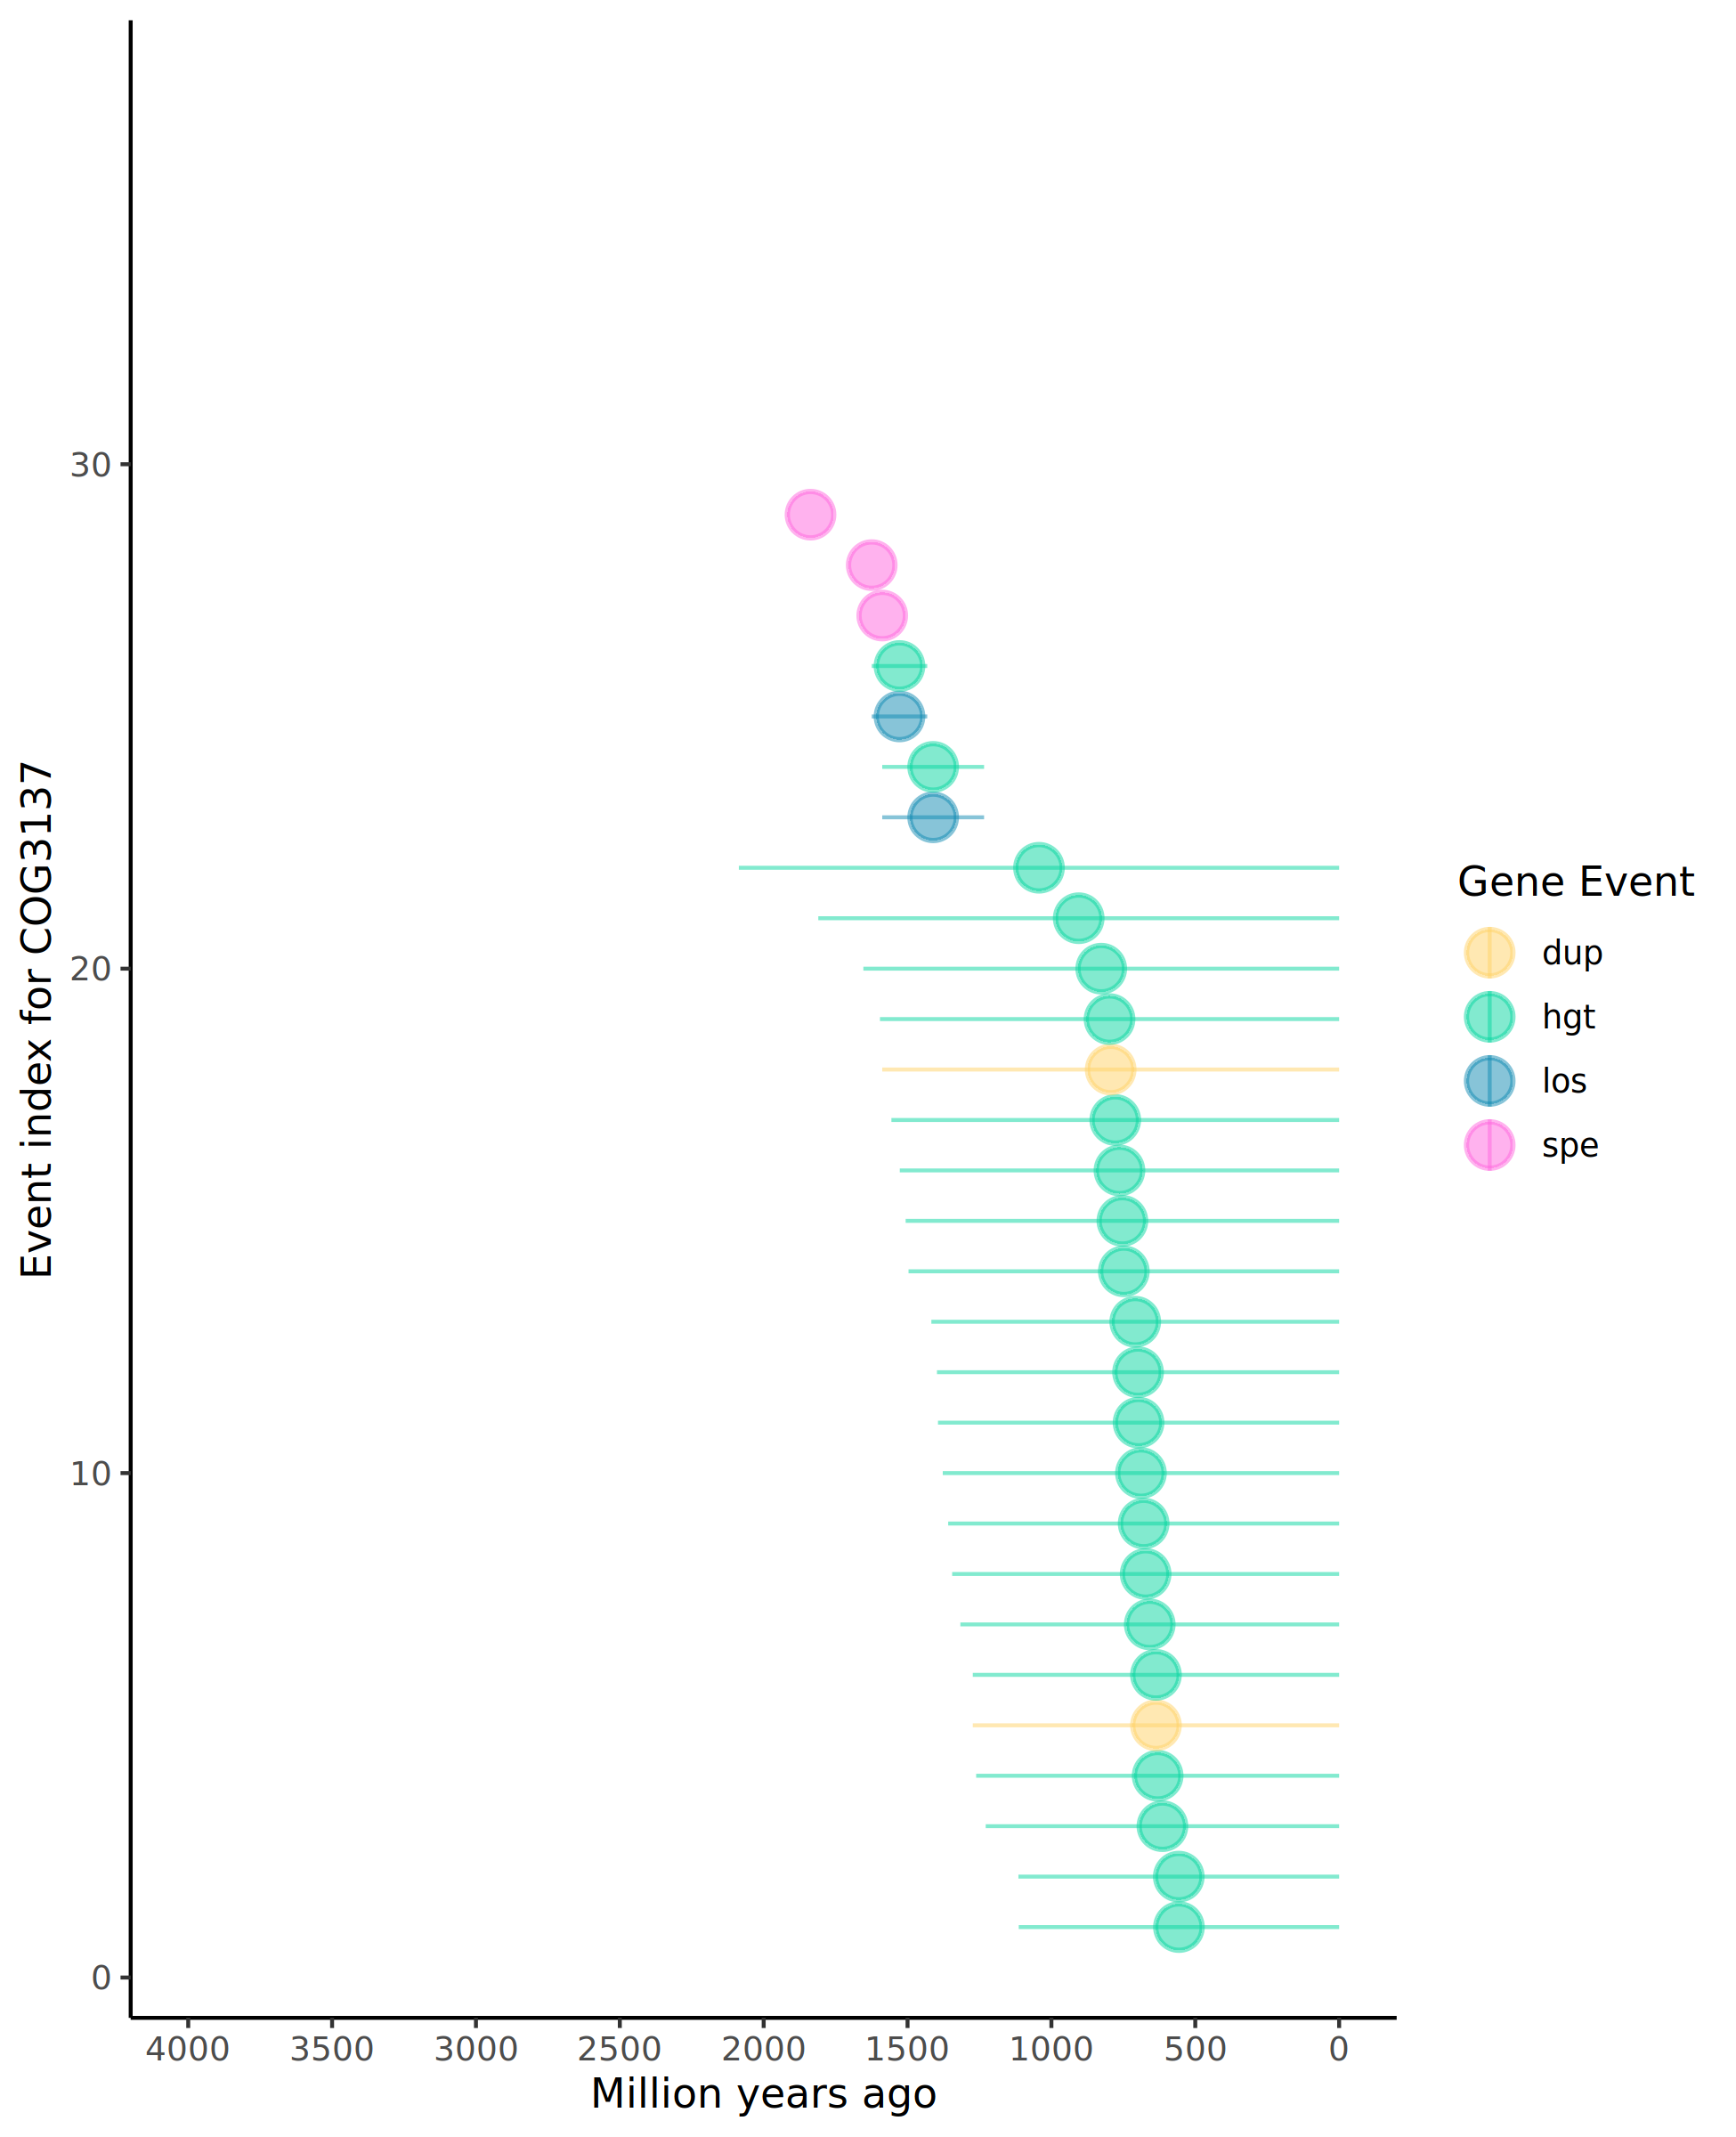 Event index for COG3137
30
20
10
0
4000 3500 3000 2500 2000 1500 1000 500 0
Million years ago
Gene Event
dup
hgt
los
spe